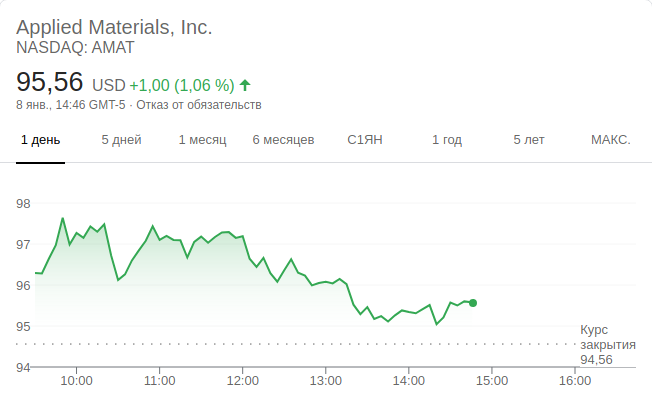 Applied Materials, Inc.
NASDAQ: AMAT
95,56 USD +1,00 (1,06 %)
8 янв., 14:46 GMT-5 · Отказ от обязательств
1 день 5 дней 1 месяц 6 месяцев С1ЯН 1 год 5 лет МАКС.
98
97
96
95
Курс
закрытия
94,56
94
10:00 11:00 12:00 13:00 14:00 15:00 16:00